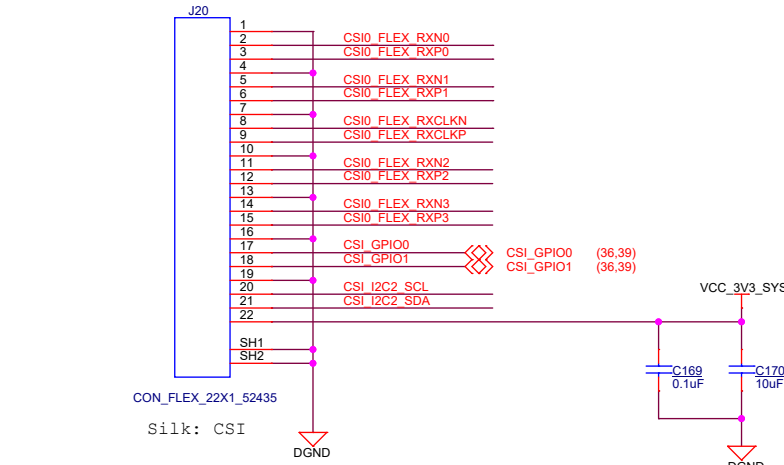 J20
1
2 CSI0_FLEX_RXN0
3 CSI0_FLEX_RXP0
4
5 CSI0_FLEX_RXN1
6 CSI0_FLEX_RXP1
7
8 CSI0_FLEX_RXCLKN
9 CSI0_FLEX_RXCLKP
10
11 CSI0_FLEX_RXN2
12 CSI0_FLEX_RXP2
13
14 CSI0_FLEX_RXN3
15 CSI0_FLEX_RXP3
16
17 CSI_GPIO0 CSI_GPIO0 (36,39)
18 CSI_GPIO1 CSI_GPIO1 (36,39)
19
20 CSI_I2C2_SCL
21 CSI_I2C2_SDA
22
VCC_3V3_SYS
SH1
SH2
C169
0.1uF
C170
10uF
CON_FLEX_22X1_52435
Silk: CSI
DGND
DGND